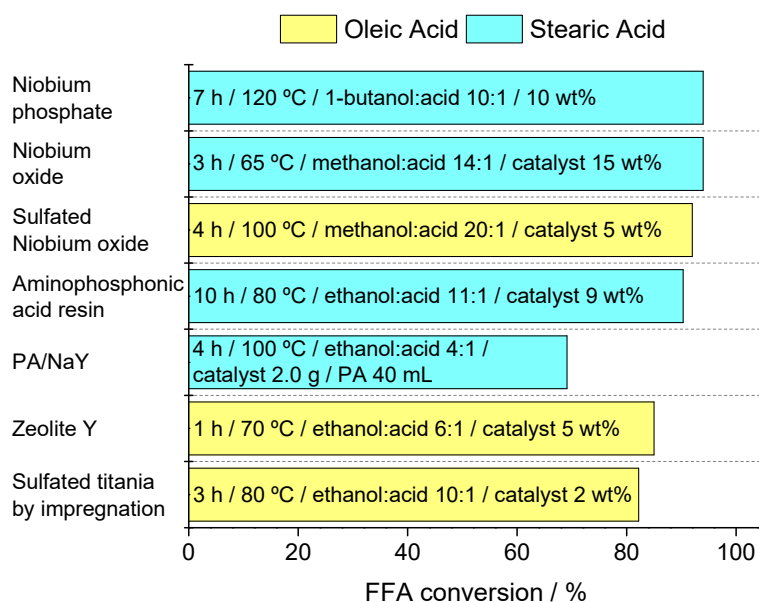 Oleic Acid
Stearic Acid
Niobium
phosphate
7 h / 120 ºC / 1-butanol:acid 10:1 / 10 wt%
Niobium
oxide
3 h / 65 ºC / methanol:acid 14:1 / catalyst 15 wt%
Sulfated
Niobium oxide
4 h / 100 ºC / methanol:acid 20:1 / catalyst 5 wt%
Aminophosphonic
acid resin
10 h / 80 ºC / ethanol:acid 11:1 / catalyst 9 wt%
PA/NaY
4 h / 100 ºC / ethanol:acid 4:1 /
catalyst 2.0 g / PA 40 mL
Zeolite Y
1 h / 70 ºC / ethanol:acid 6:1 / catalyst 5 wt%
Sulfated titania
by impregnation
3 h / 80 ºC / ethanol:acid 10:1 / catalyst 2 wt%
0 20 40 60 80 100
FFA conversion / %